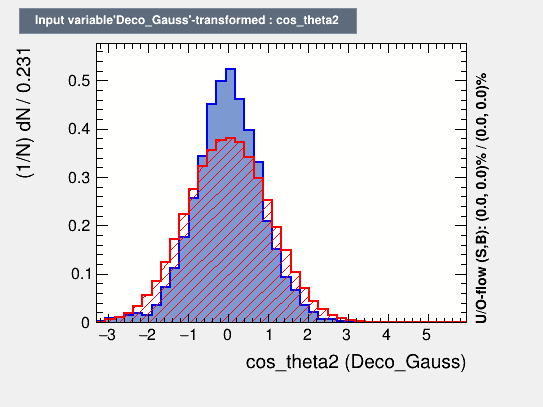 Input variable'Deco_Gauss'-transformed : cos_theta2
(1/N) dN / 0.231
0.5
0.4
0.3
0.2
0.1
0
−3 −2 −1 0 1 2 3 4 5
cos_theta2 (Deco_Gauss)
U/O-flow (S,B): (0.0, 0.0)% / (0.0, 0.0)%